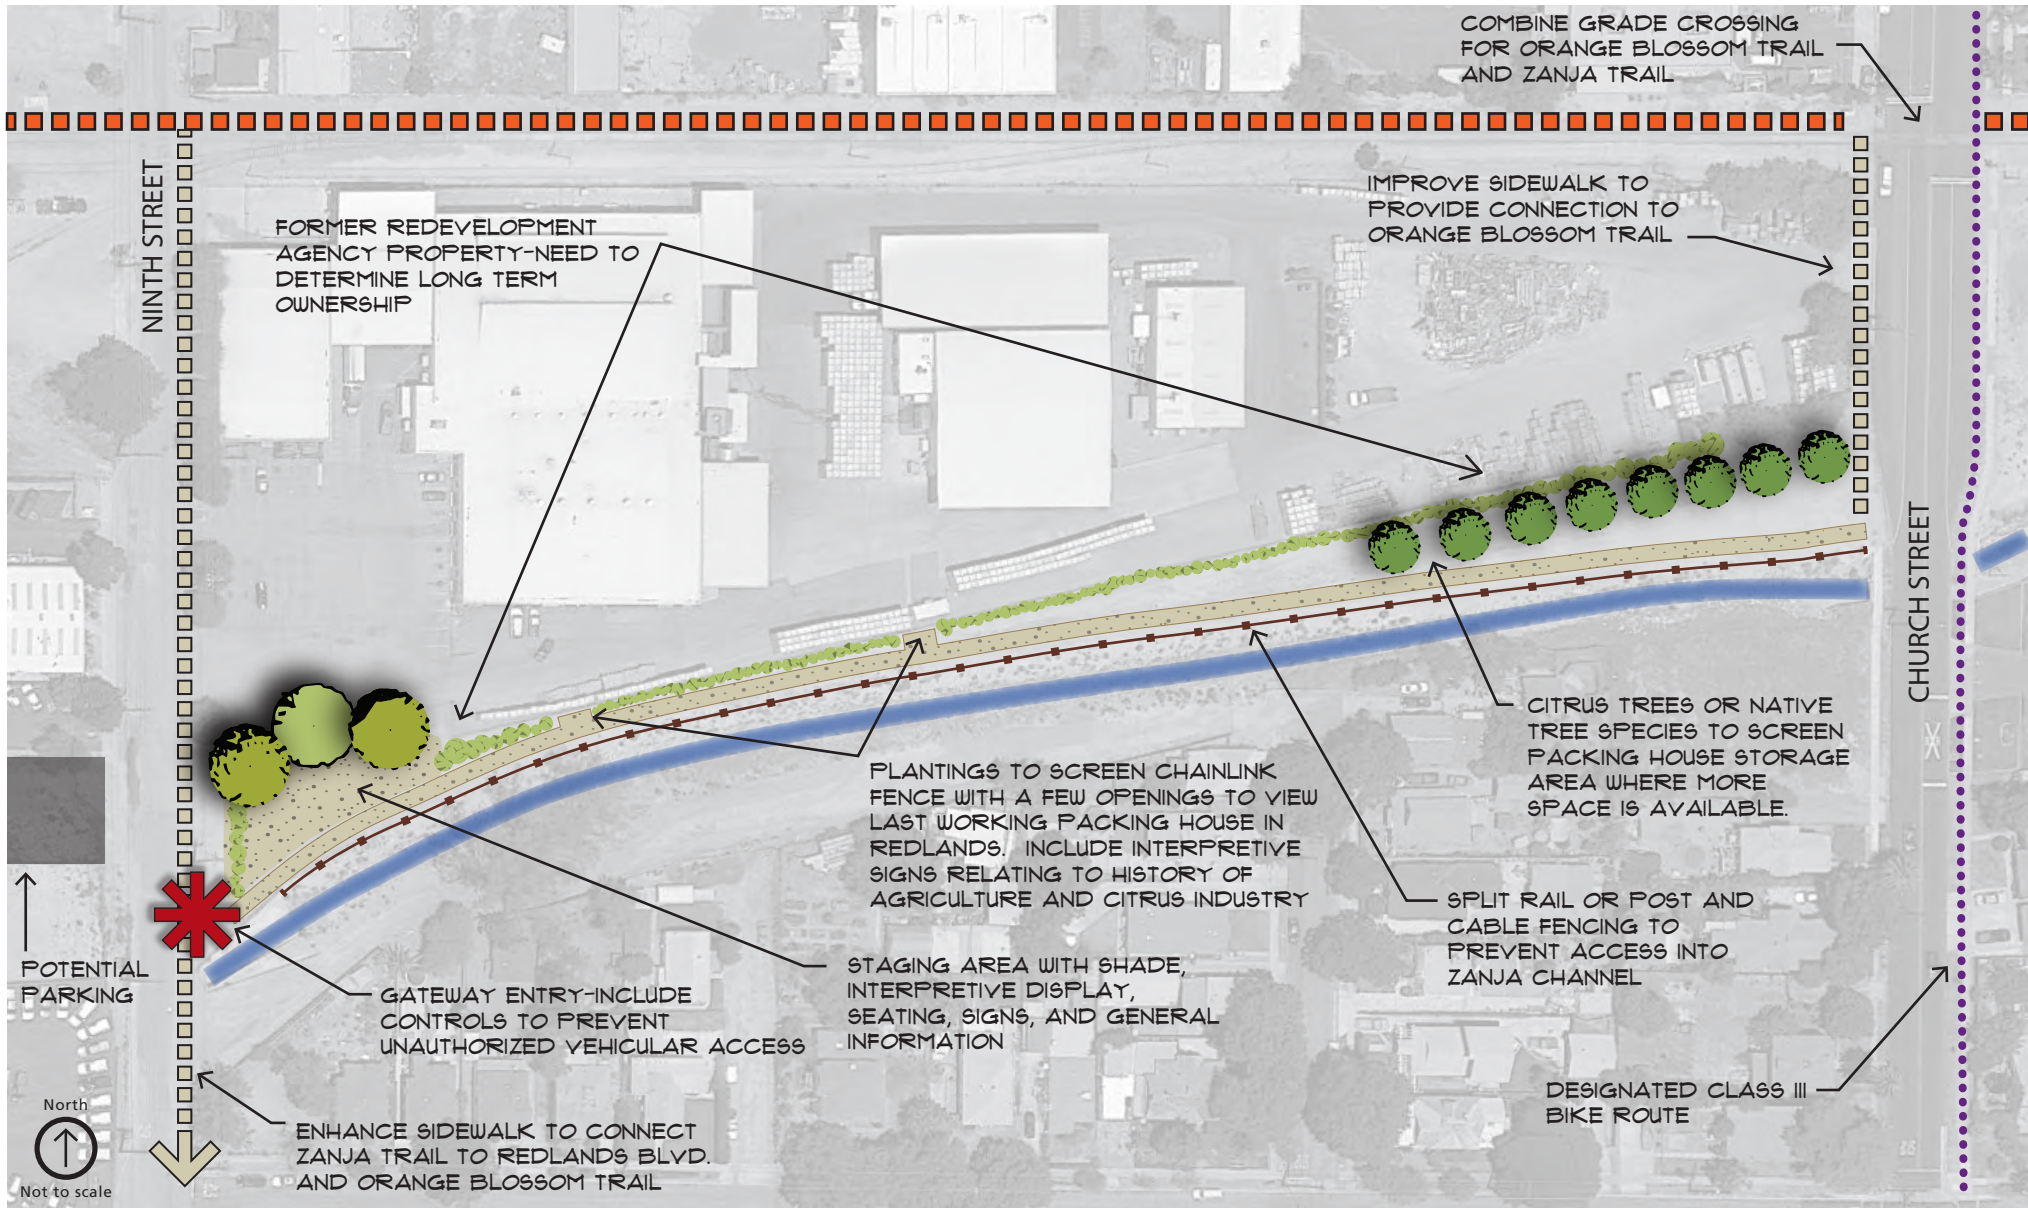 COMBINE GRADE CROSSING
FOR ORANGE BLOSSOM TRAIL
AND ZANJA TRAIL
NINTH STREET
FORMER REDEVELOPMENT
AGENCY PROPERTY-NEED TO
DETERMINE LONG TERM
OWNERSHIP
IMPROVE SIDEWALK TO
PROVIDE CONNECTION TO
ORANGE BLOSSOM TRAIL
CHURCH STREET
CITRUS TREES OR NATIVE
TREE SPECIES TO SCREEN
PACKING HOUSE STORAGE
AREA WHERE MORE
SPACE IS AVAILABLE.
PLANTINGS TO SCREEN CHAINLINK
FENCE WITH A FEW OPENINGS TO VIEW
LAST WORKING PACKING HOUSE IN
REDLANDS. INCLUDE INTERPRETIVE
SIGNS RELATING TO HISTORY OF
AGRICULTURE AND CITRUS INDUSTRY
SPLIT RAIL OR POST AND
CABLE FENCING TO
PREVENT ACCESS INTO
ZANJA CHANNEL
POTENTIAL
PARKING
GATEWAY ENTRY-INCLUDE
CONTROLS TO PREVENT
UNAUTHORIZED VEHICULAR ACCESS
STAGING AREA WITH SHADE,
INTERPRETIVE DISPLAY,
SEATING, SIGNS, AND GENERAL
INFORMATION
DESIGNATED CLASS III
BIKE ROUTE
North
Not to scale
ENHANCE SIDEWALK TO CONNECT
ZANJA TRAIL TO REDLANDS BLVD.
AND ORANGE BLOSSOM TRAIL